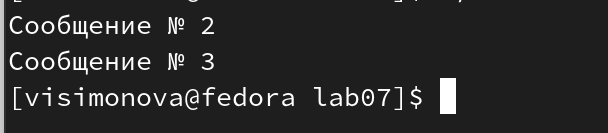 Сообщение № 2
Сообщение № 3
[visimonova@fedora lab07]$